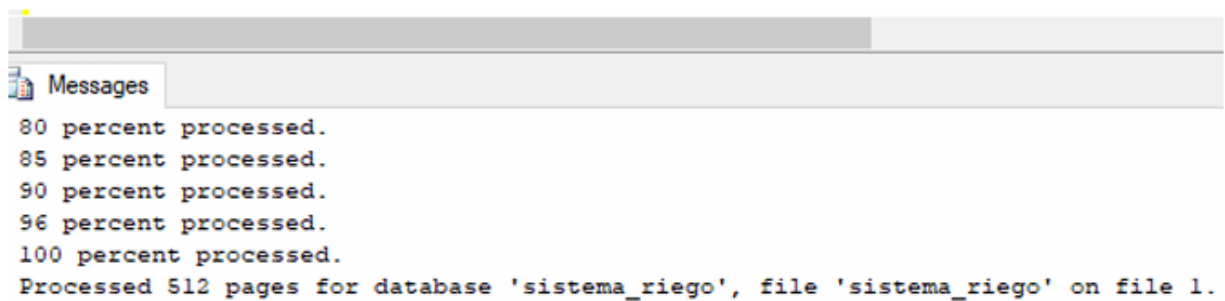 Messages
80 percent processed.
85 percent processed.
90 percent processed.
96 percent processed.
100 percent processed.
Processed 512 pages for database 'sistema_riego', file 'sistema_riego' on file 1.